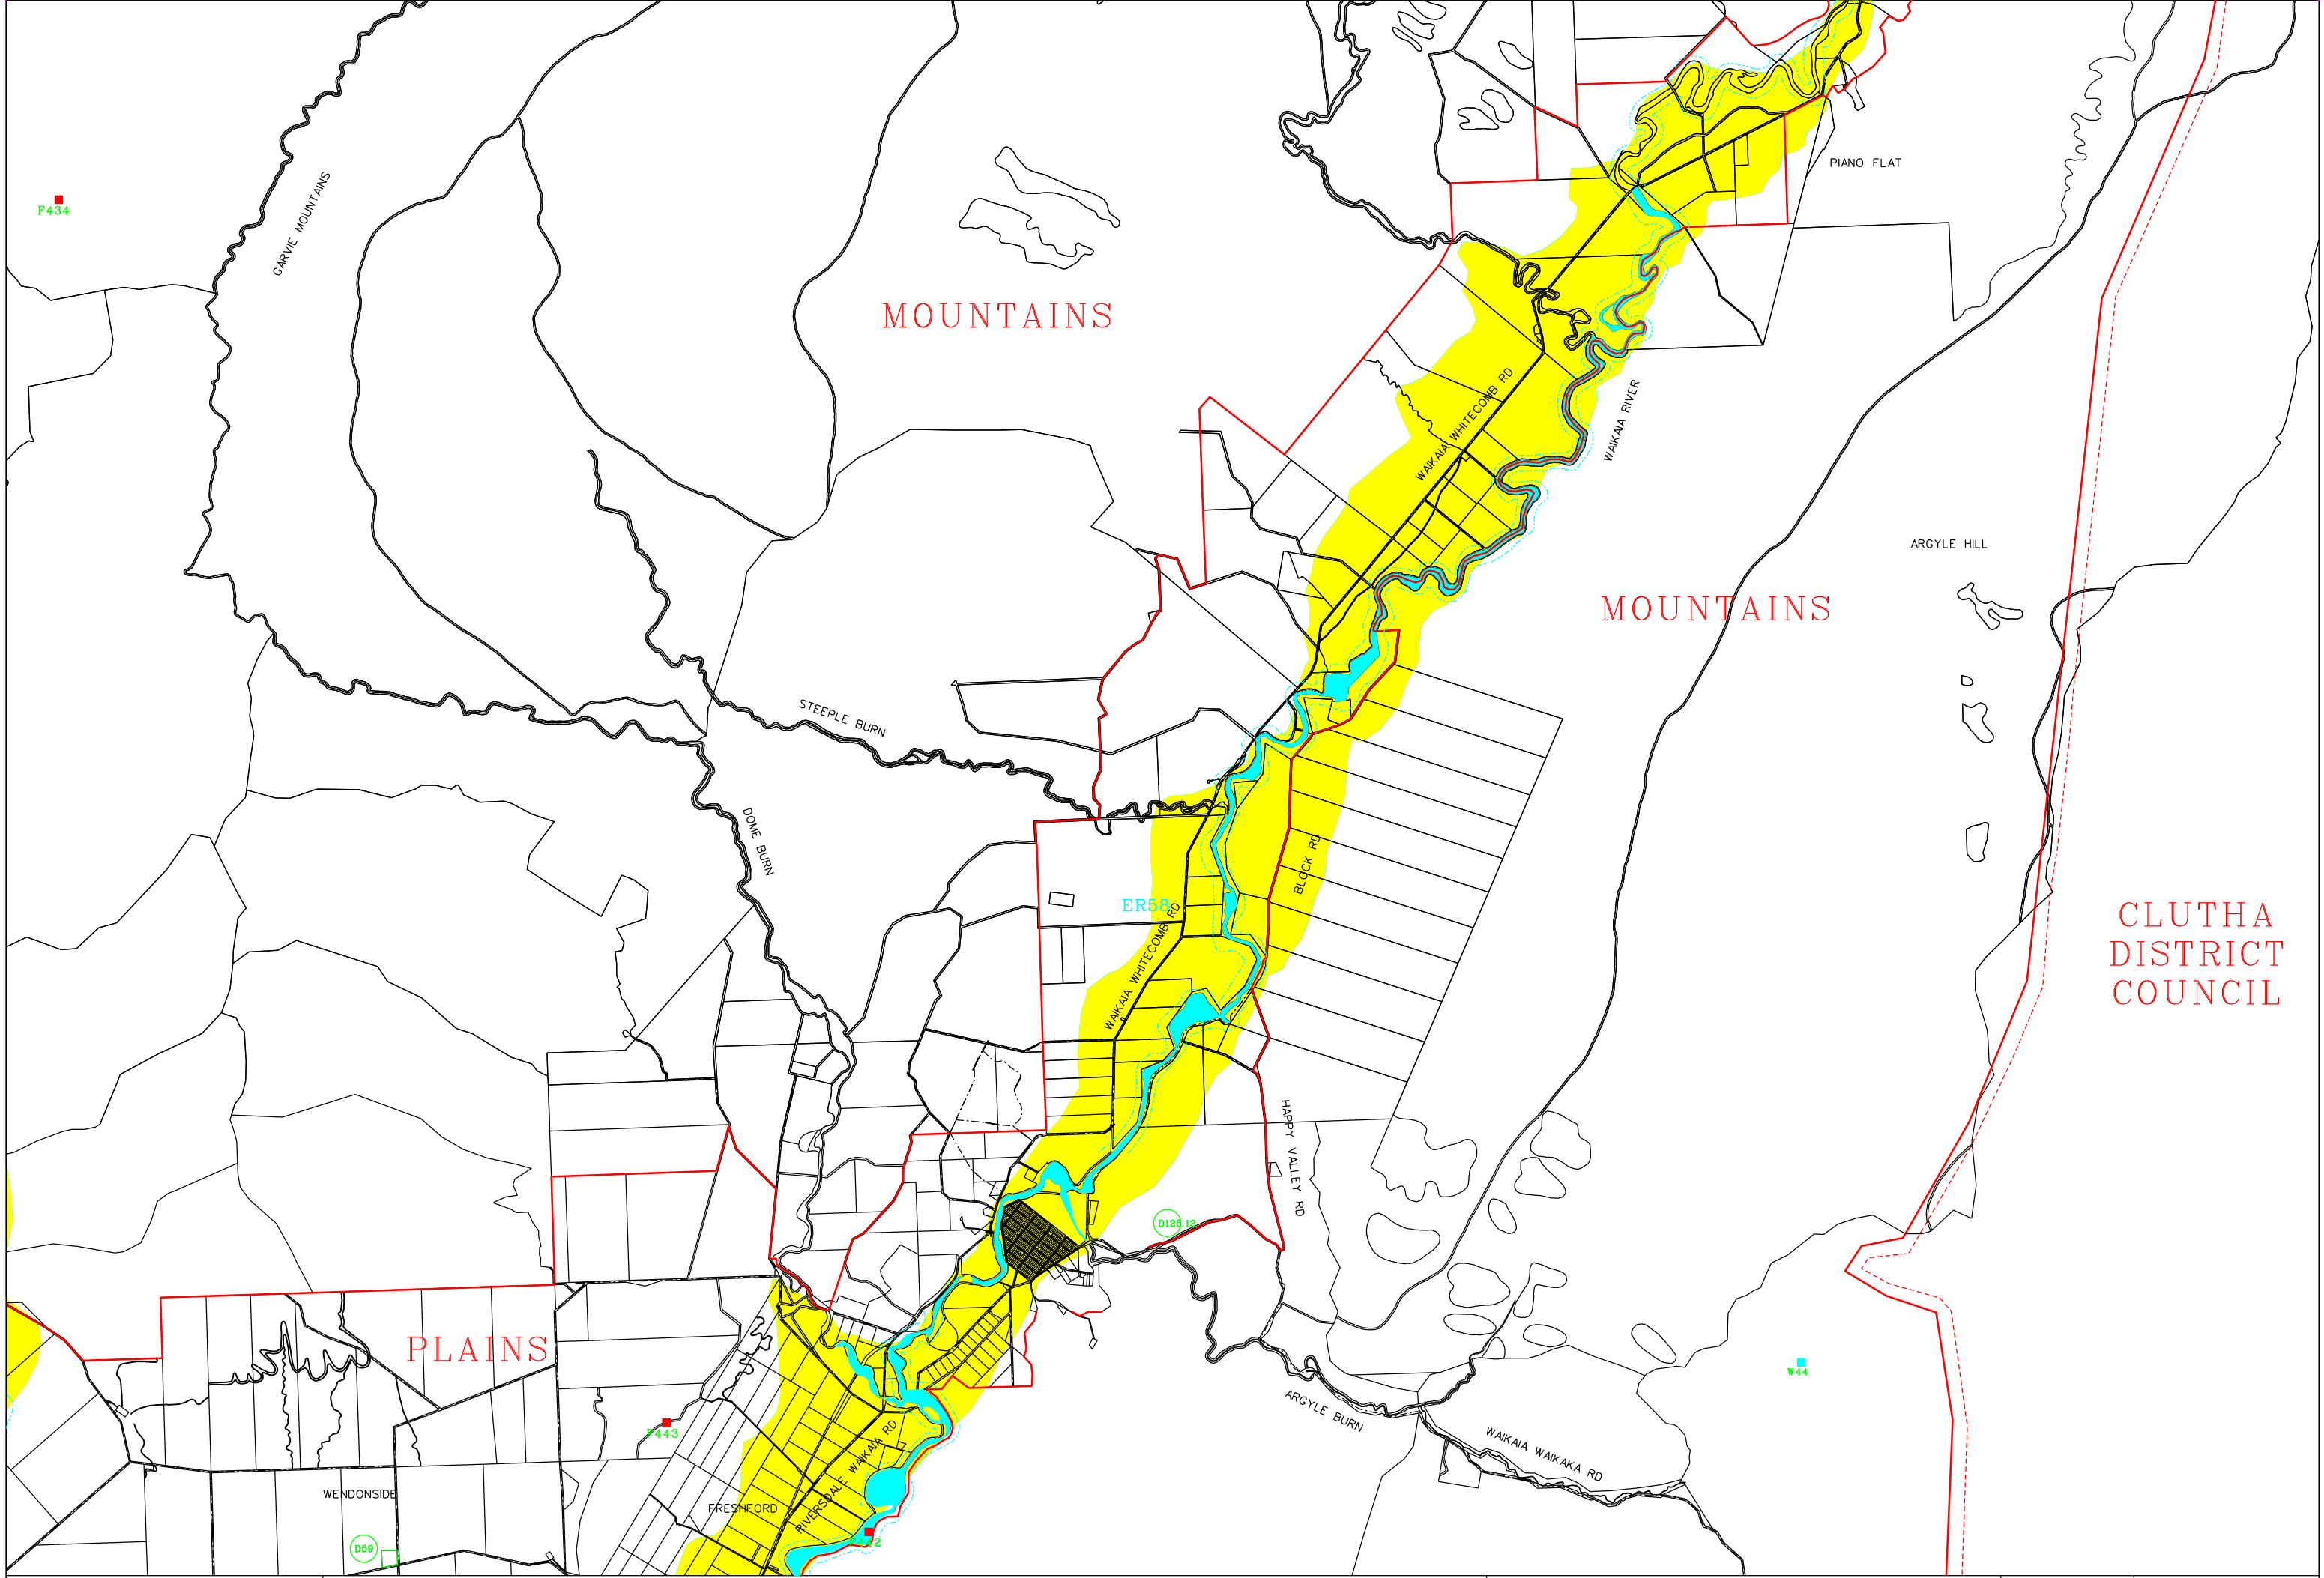 PIANO FLAT
F434
GARVIE MOUNTAINS
MOUNTAINS
WAIKAIA WHITECOMB RD
WAIKAIA RIVER
ARGYLE HILL
MOUNTAINS
STEEPLE BURN
DOME BURN
BLOCK RD
ER58
WAIKAIA WHITECOMB RD
CLUTHA
DISTRICT
COUNCIL
HAPPY VALLEY RD
D125.12
PLAINS
W44
ARGYLE BURN
F443
WAIKAIA WAIKAKA RD
RIVERSDALE WAIKAIA RD
WENDONSIDE
FRESHFORD
D59